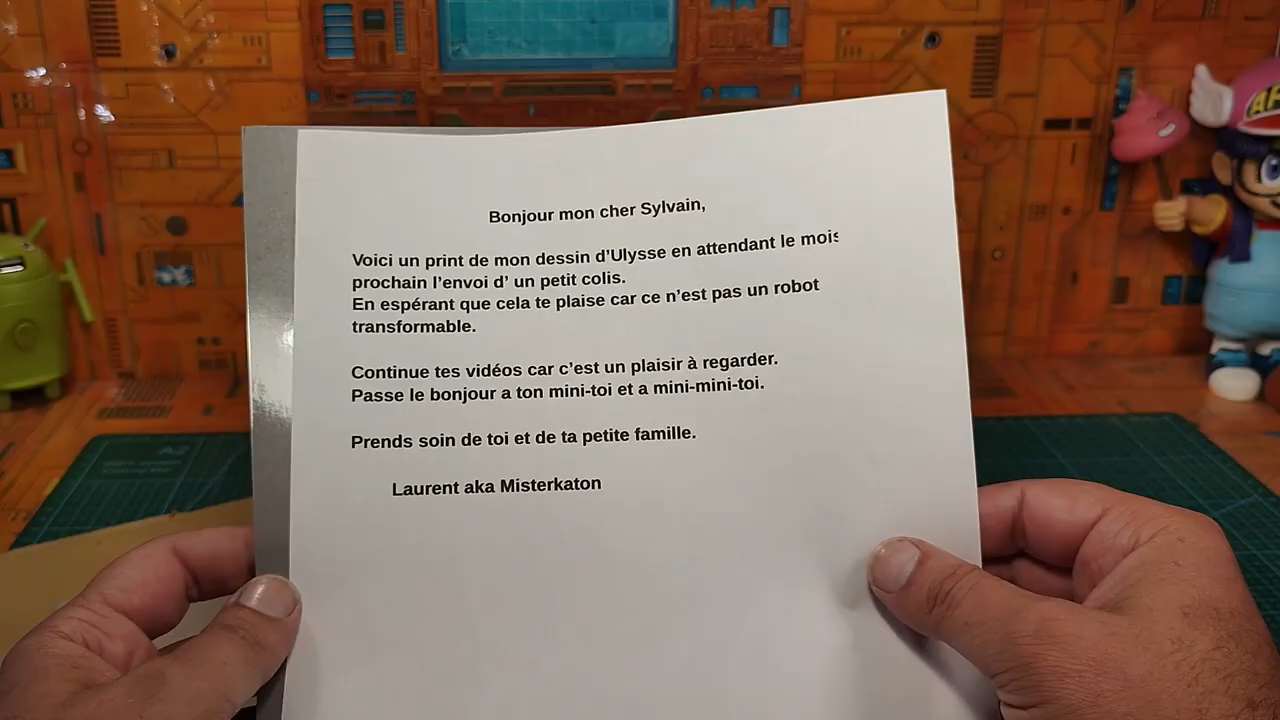 Bonjour mon cher Sylvain,
Voici un print de mon dessin d'Ulysse en attendant le mois
prochain l'envoi d' un petit colis.
En espérant que cela te plaise car ce n'est pas un robot
transformable.
Continue tes vidéos car c'est un plaisir à regarder.
Passe le bonjour a ton mini-toi et a mini-mini-toi.
Prends soin de toi et de ta petite famille.
Laurent aka Misterkaton